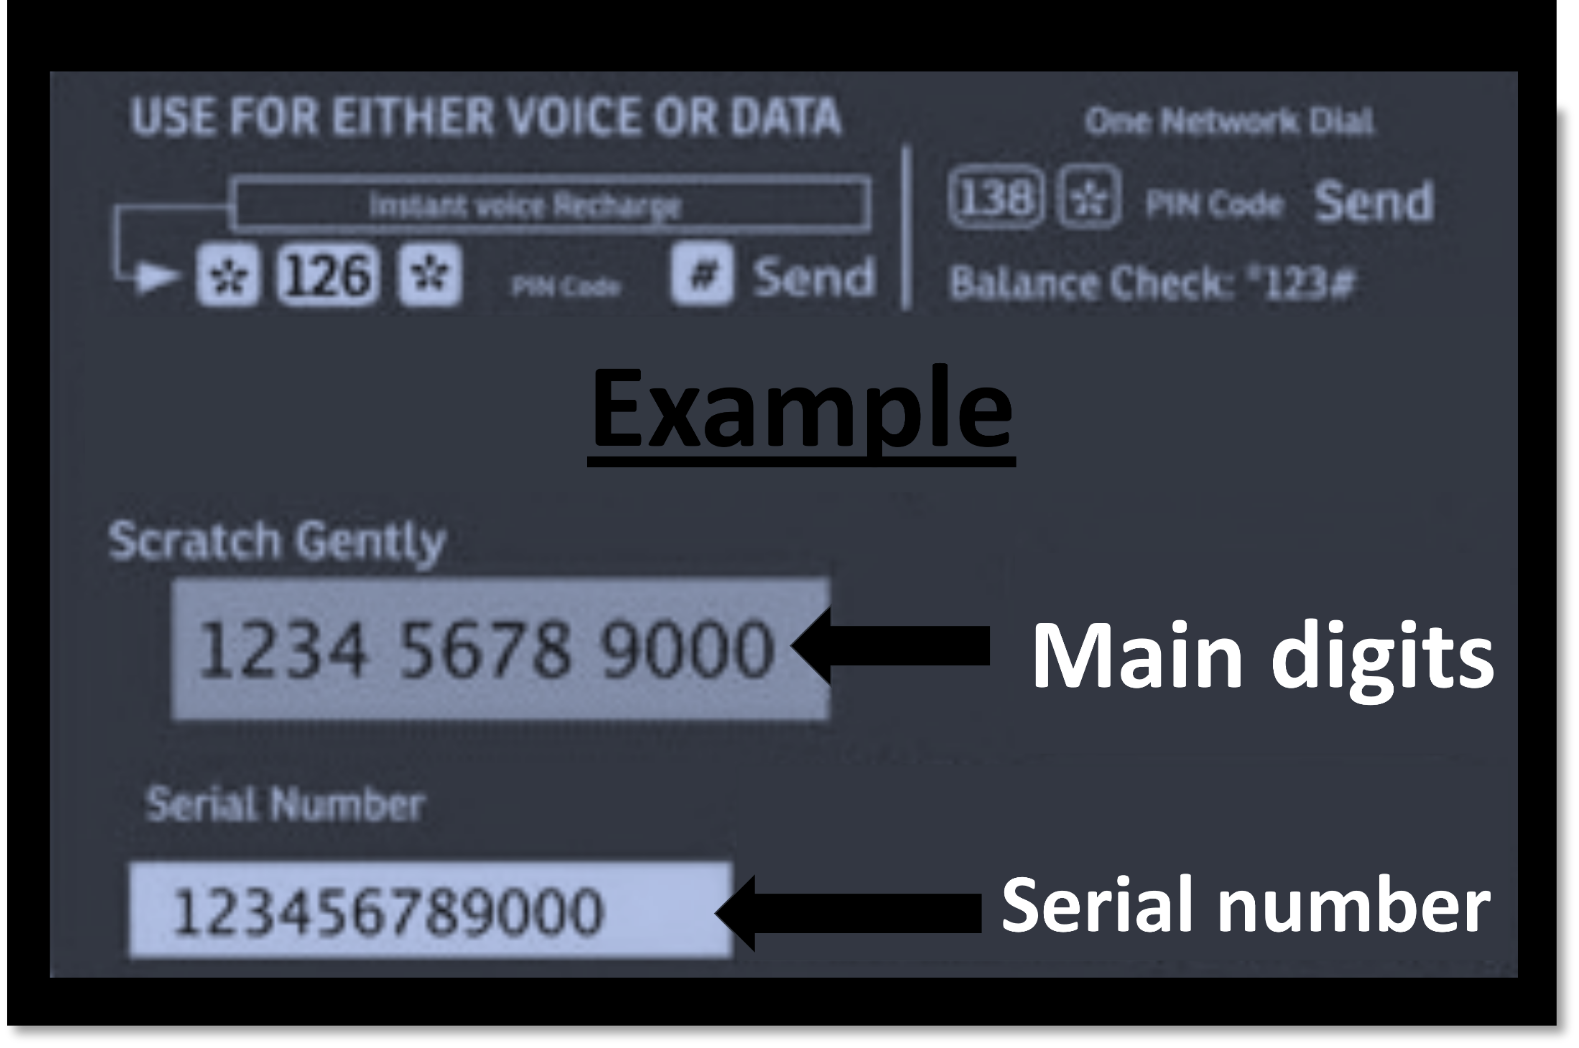 USE FOR EITHER VOICE OR DATA
Instant voice Recharge
* 126 * PIN Code # Send
One Network Dial
138 * PIN Code Send
Balance Check: *123#
Example
Scratch Gently
1234 5678 9000
Main digits
Serial Number
123456789000
Serial number